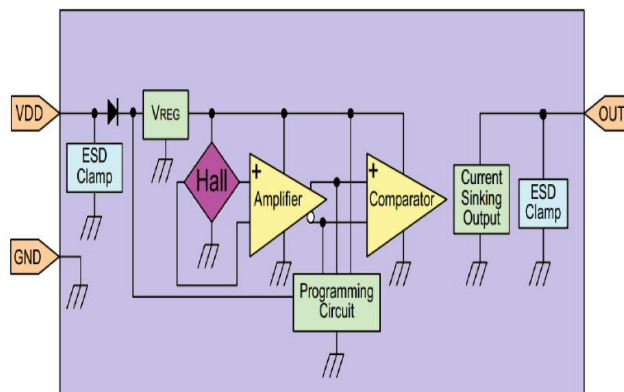 VDD
VREG
OUT
ESD
Clamp
Hall
+
Amplifier
+
Comparator
Current
Sinking
Output
ESD
Clamp
GND
Programming
Circuit